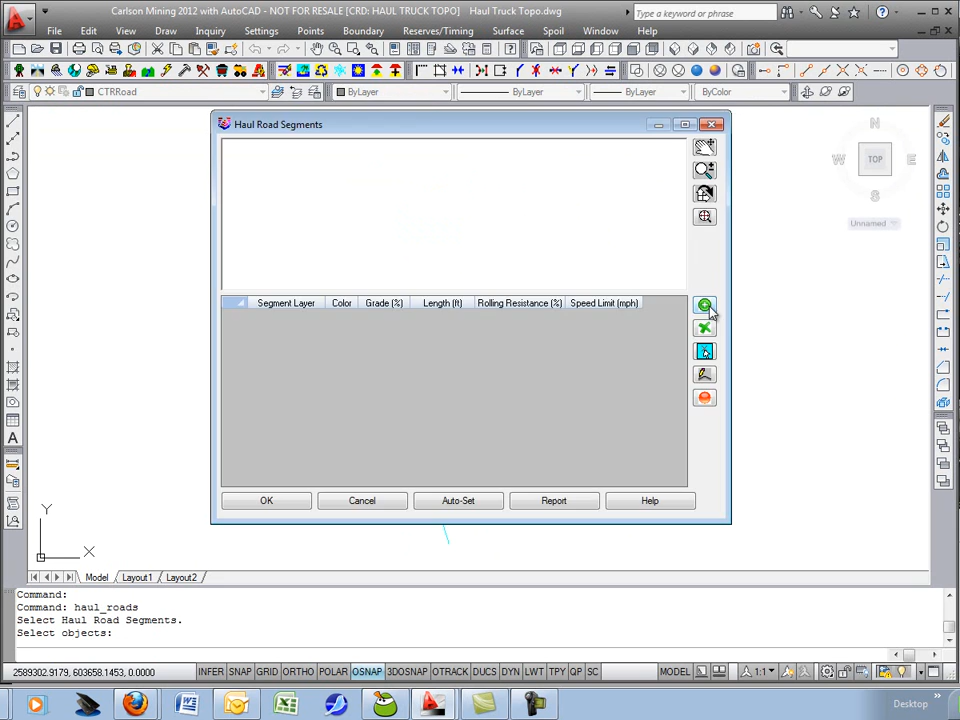 Carlson Mining 2012 with AutoCAD - NOT FOR RESALE [CRD: HAUL TRUCK TOPO] Haul Truck Topo.dwg
Type a keyword or phrase
File Edit View Draw Inquiry Settings Points Boundary Reserves/Timing Surface Spoil Window Help
CTRRoad ByLayer ByLayer ByLayer ByColor
Haul Road Segments
N
W TOP E
S
Unnamed
Segment Layer Color Grade (%) Length (ft) Rolling Resistance (%) Speed Limit (mph)
OK Cancel Auto-Set Report Help
Y
X
Model Layout1 Layout2
Command:
Command: haul_roads
Select Haul Road Segments.
Select objects:
2589302.9179, 603658.1453, 0.0000 INFER SNAP GRID ORTHO POLAR OSNAP 3DOSNAP OTRACK DUCS DYN LWT TPY QP SC MODEL 1:1
Desktop